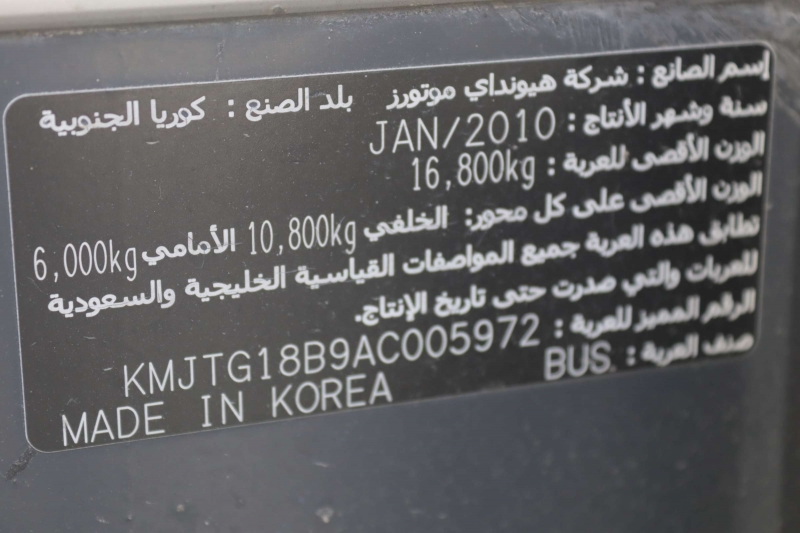 إسم الصانع : شركة هيونداي موتورز   بلد الصنع : كوريا الجنوبية
سنة وشهر الأنتاج : JAN/2010
الوزن الأقصى للعربة : 16,800kg
الوزن الأقصى على كل محور: الخلفي 10,800kg الأمامي 6,000kg
تطابق هذه العربة جميع المواصفات القياسية الخليجية والسعودية
للعربات والتي صدرت حتى تاريخ الإنتاج.
الرقم المميز للعربة : KMJTG18B9AC005972
صنف العربة : BUS
MADE IN KOREA